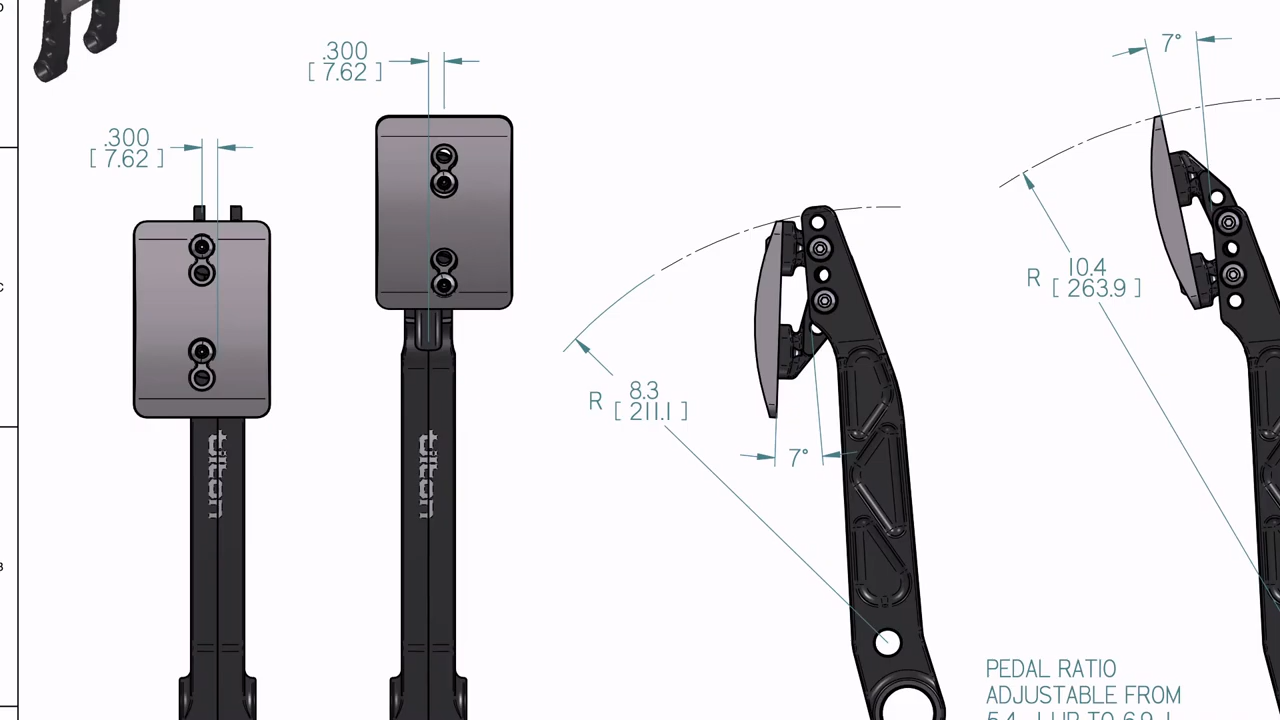 .300
[ 7.62 ]
.300
[ 7.62 ]
7°
R 10.4
[ 263.9 ]
R 8.3
[ 211.1 ]
7°
tilton
tilton
C
B
PEDAL RATIO
ADJUSTABLE FROM